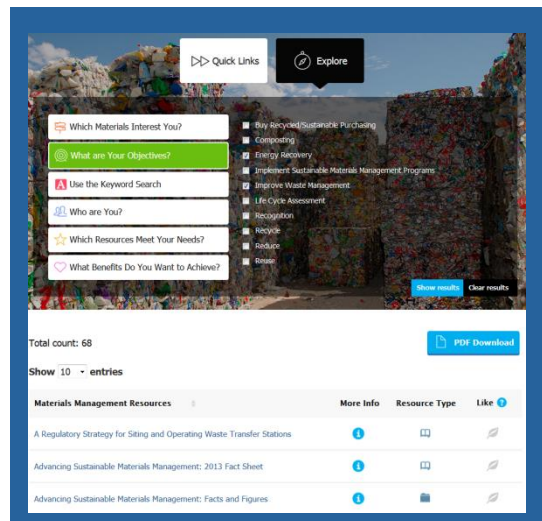 Quick Links
Explore
Which Materials Interest You?
What are Your Objectives?
Use the Keyword Search
Who are You?
Which Resources Meet Your Needs?
What Benefits Do You Want to Achieve?
Buy Recycled/Sustainable Purchasing
Composting
Energy Recovery
Implement Sustainable Materials Management Programs
Improve Waste Management
Life Cycle Assessment
Recognition
Recycle
Reduce
Reuse
Show results Clear results
Total count: 68
PDF Download
Show 10 entries
Materials Management Resources More Info Resource Type Like ?
A Regulatory Strategy for Siting and Operating Waste Transfer Stations
Advancing Sustainable Materials Management: 2013 Fact Sheet
Advancing Sustainable Materials Management: Facts and Figures